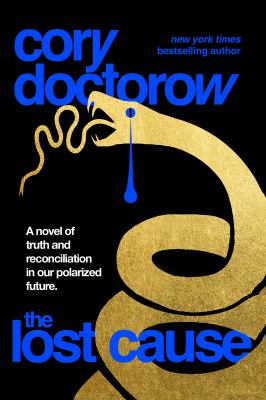 cory
doctorow
new york times
bestselling author
A novel of
truth and
reconciliation
in our polarized
future.
the
lost cause